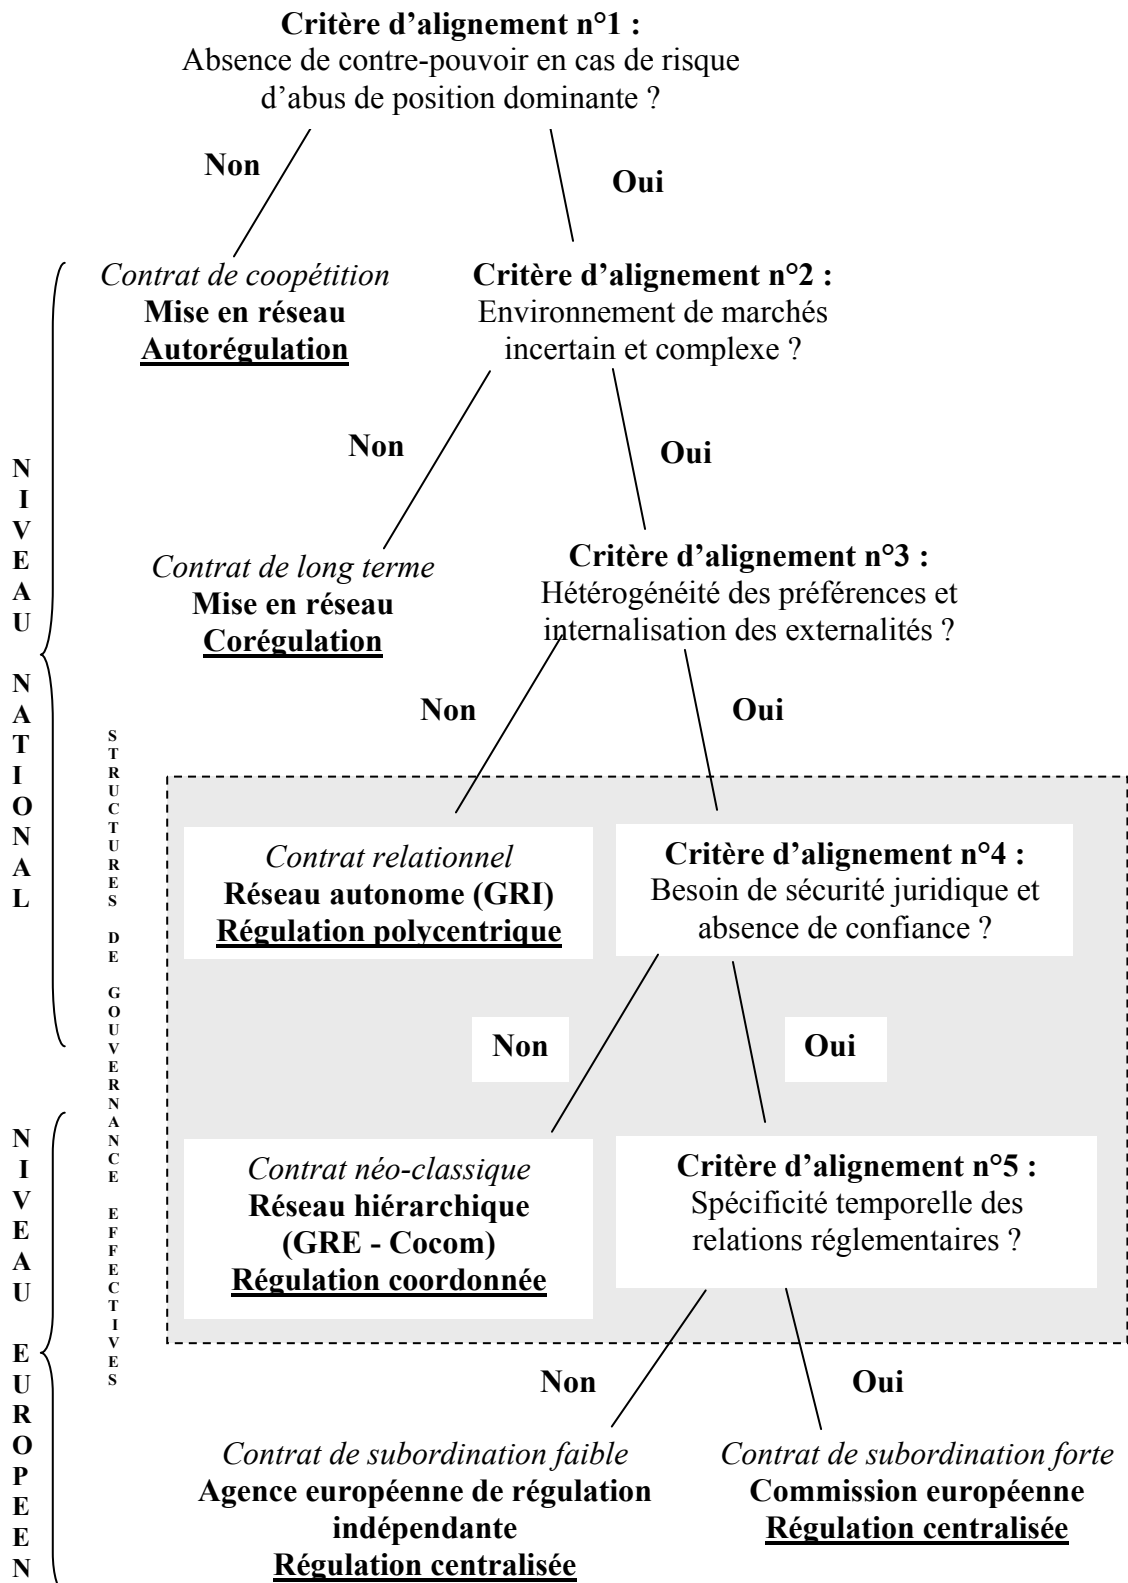 Critère d’alignement n°1 :
Absence de contre-pouvoir en cas de risque
d’abus de position dominante ?
Non
Oui
Contrat de coopétition
Mise en réseau
Autorégulation
Critère d’alignement n°2 :
Environnement de marchés
incertain et complexe ?
Non
Oui
Contrat de long terme
Mise en réseau
Corégulation
Critère d’alignement n°3 :
Hétérogénéité des préférences et
internalisation des externalités ?
Non
Oui
Contrat relationnel
Réseau autonome (GRI)
Régulation polycentrique
Critère d’alignement n°4 :
Besoin de sécurité juridique et
absence de confiance ?
Non
Oui
Contrat néo-classique
Réseau hiérarchique
(GRE - Cocom)
Régulation coordonnée
Critère d’alignement n°5 :
Spécificité temporelle des
relations réglementaires ?
Non
Oui
Contrat de subordination faible
Agence européenne de régulation
indépendante
Régulation centralisée
Contrat de subordination forte
Commission européenne
Régulation centralisée
NIVEAU NATIONAL
NIVEAU EUROPEEN
STRUCTURES DE GOUVERNANCE EFFECTIVES